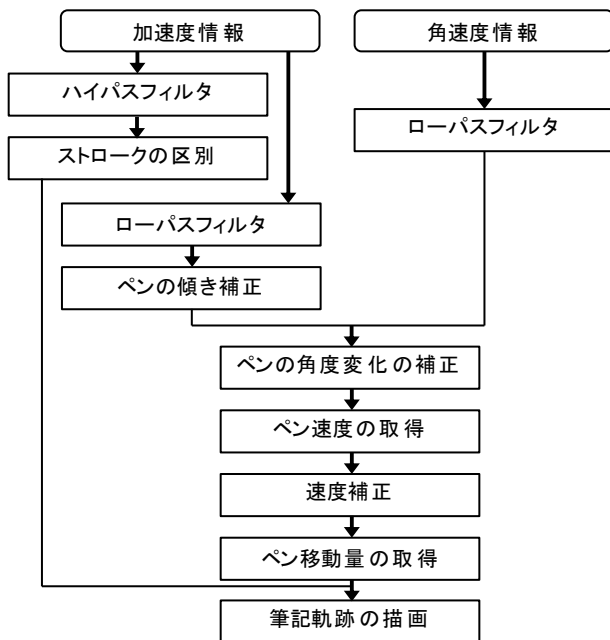 加速度情報
角速度情報
ハイパスフィルタ
ローパスフィルタ
ストロークの区別
ローパスフィルタ
ペンの傾き補正
ペンの角度変化の補正
ペン速度の取得
速度補正
ペン移動量の取得
筆記軌跡の描画